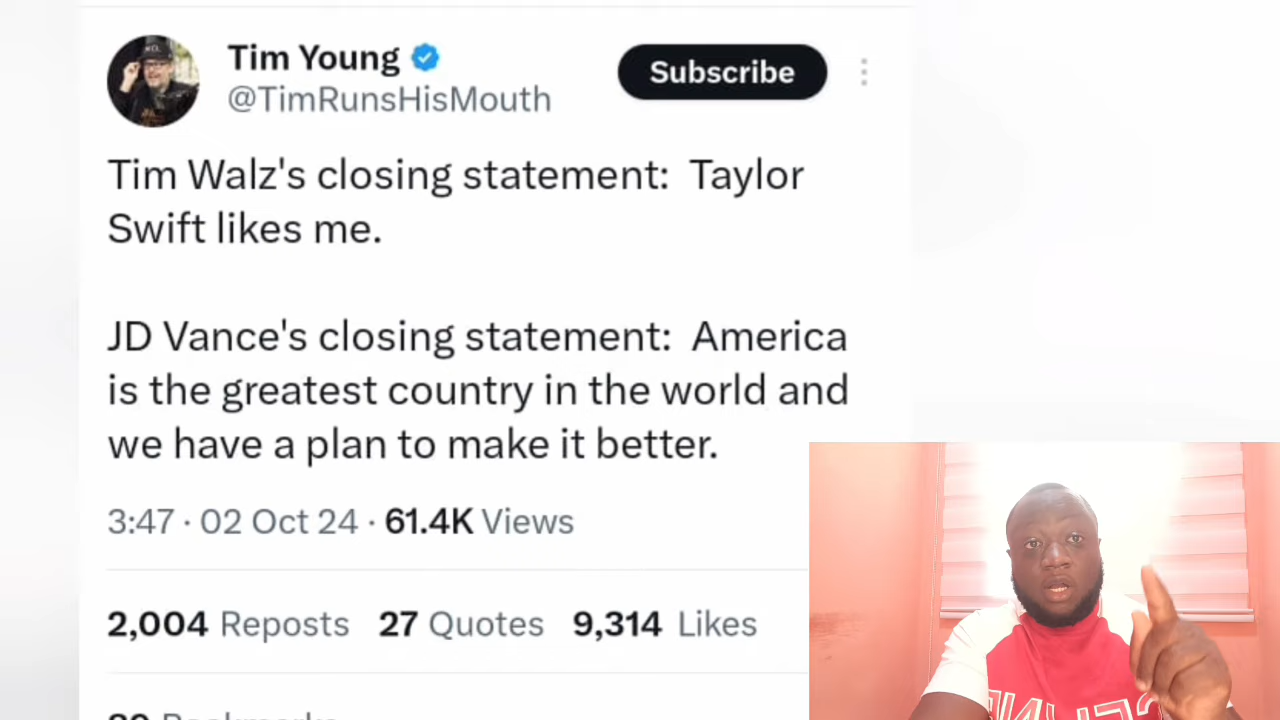 Tim Young
Subscribe
@TimRunsHisMouth
Tim Walz's closing statement: Taylor
Swift likes me.
JD Vance's closing statement: America
is the greatest country in the world and
we have a plan to make it better.
3:47 · 02 Oct 24 · 61.4K Views
2,004 Reposts 27 Quotes 9,314 Likes